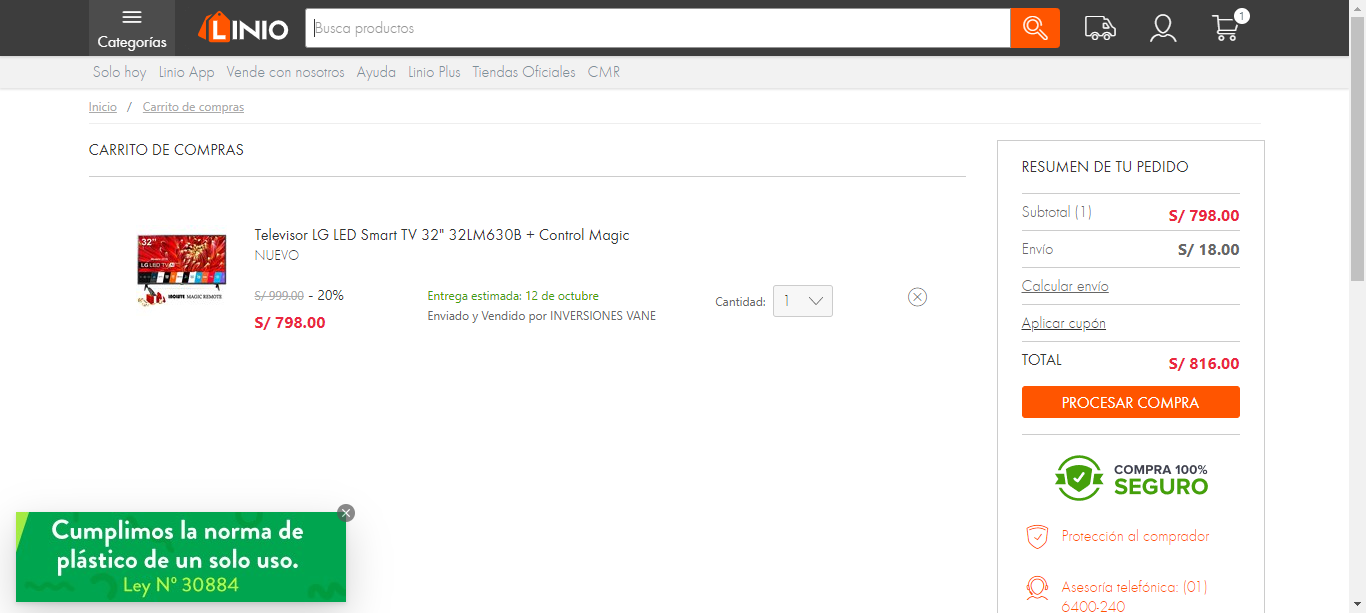 Categorías
LINIO
Busca productos
1
Solo hoy Linio App Vende con nosotros Ayuda Linio Plus Tiendas Oficiales CMR
Inicio / Carrito de compras
CARRITO DE COMPRAS
32"
LG LED TV
INCLUYE MAGIC REMOTE
Televisor LG LED Smart TV 32" 32LM630B + Control Magic
NUEVO
S/ 999.00 - 20%
S/ 798.00
Entrega estimada: 12 de octubre
Enviado y Vendido por INVERSIONES VANE
Cantidad: 1
RESUMEN DE TU PEDIDO
Subtotal (1) S/ 798.00
Envío S/ 18.00
Calcular envío
Aplicar cupón
TOTAL S/ 816.00
PROCESAR COMPRA
COMPRA 100%
SEGURO
Protección al comprador
Asesoría telefónica: (01)
6400-240
Cumplimos la norma de
plástico de un solo uso.
Ley Nº 30884